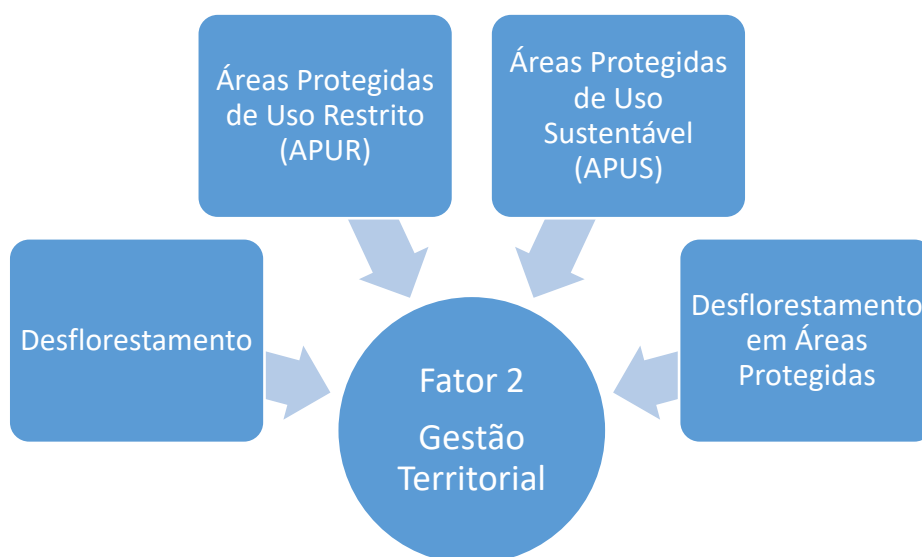 Áreas Protegidas
de Uso Restrito
(APUR)
Áreas Protegidas
de Uso
Sustentável
(APUS)
Desflorestamento
Desflorestamento
em Áreas
Protegidas
Fator 2
Gestão
Territorial